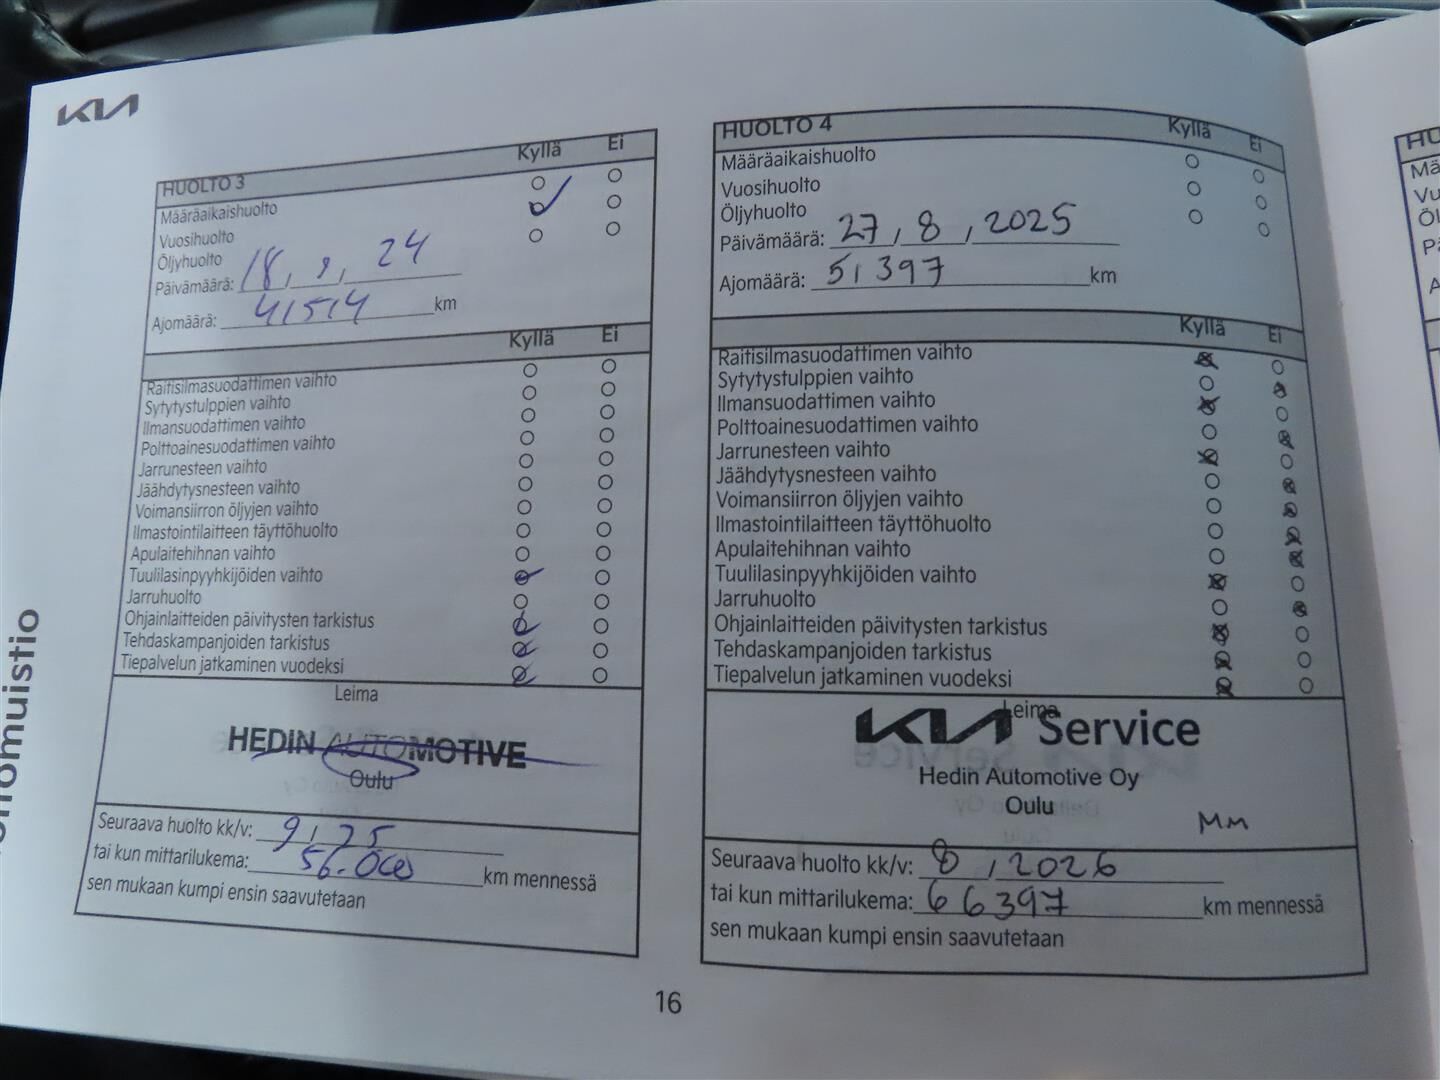 KIA
HUOLTO 3 Kyllä Ei
Määräaikaishuolto
Vuosihuolto
Öljyhuolto
Päivämäärä: 18, 9, 24
Ajomäärä: 41514 km
Kyllä Ei
Raitisilmasuodattimen vaihto
Sytytystulppien vaihto
Ilmansuodattimen vaihto
Polttoainesuodattimen vaihto
Jarrunesteen vaihto
Jäähdytysnesteen vaihto
Voimansiirron öljyjen vaihto
Ilmastointilaitteen täyttöhuolto
Apulaitehihnan vaihto
Tuulilasinpyyhkijöiden vaihto
Jarruhuolto
Ohjainlaitteiden päivitysten tarkistus
Tehdaskampanjoiden tarkistus
Tiepalvelun jatkaminen vuodeksi
Leima
HEDIN AUTOMOTIVE
Oulu
Seuraava huolto kk/v: 9, 25
tai kun mittarilukema: 56.000 km mennessä
sen mukaan kumpi ensin saavutetaan
HUOLTO 4 Kyllä Ei
Määräaikaishuolto
Vuosihuolto
Öljyhuolto
Päivämäärä: 27, 8, 2025
Ajomäärä: 51397 km
Kyllä Ei
Raitisilmasuodattimen vaihto
Sytytystulppien vaihto
Ilmansuodattimen vaihto
Polttoainesuodattimen vaihto
Jarrunesteen vaihto
Jäähdytysnesteen vaihto
Voimansiirron öljyjen vaihto
Ilmastointilaitteen täyttöhuolto
Apulaitehihnan vaihto
Tuulilasinpyyhkijöiden vaihto
Jarruhuolto
Ohjainlaitteiden päivitysten tarkistus
Tehdaskampanjoiden tarkistus
Tiepalvelun jatkaminen vuodeksi
Leima
KIA Service
Hedin Automotive Oy
Oulu
MM
Seuraava huolto kk/v: 8, 2026
tai kun mittarilukema: 66397 km mennessä
sen mukaan kumpi ensin saavutetaan
16